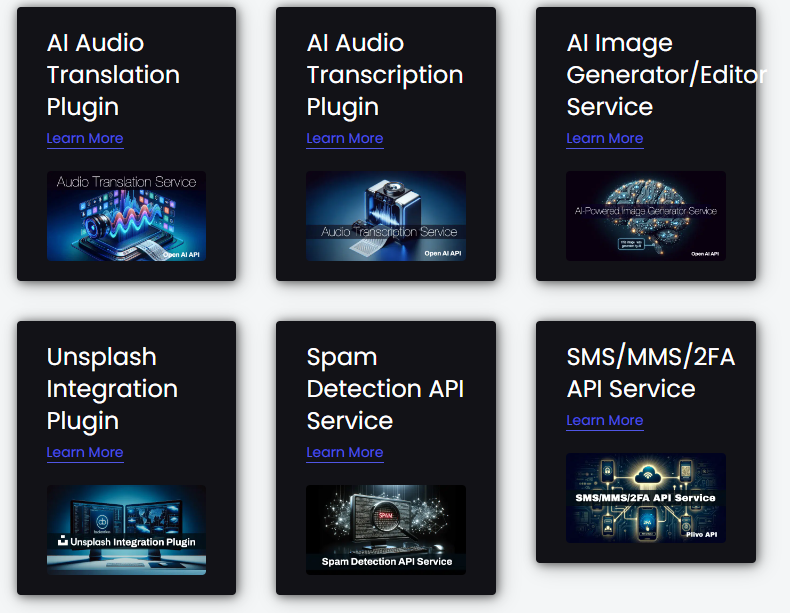 AI Audio
Translation
Plugin
Learn More
Audio Translation Service
Open AI API
AI Audio
Transcription
Plugin
Learn More
Audio Transcription Service
Open AI API
AI Image
Generator/Editor
Service
Learn More
AI-Powered Image Generator Service
Open AI API
Unsplash
Integration
Plugin
Learn More
Unsplash Integration Plugin
Spam
Detection API
Service
Learn More
SPAM
Spam Detection API Service
SMS/MMS/2FA
API Service
Learn More
SMS/MMS/2FA API Service
2FA
Plivo API